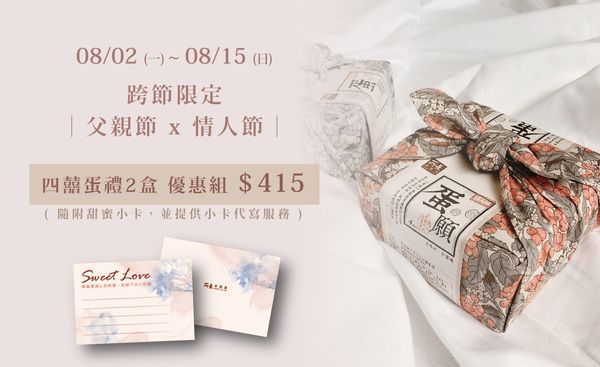 08/02 (一) ~ 08/15 (日)
跨節限定
｜父親節 x 情人節｜
四囍蛋禮2盒 優惠組 $415
( 隨附甜蜜小卡，並提供小卡代寫服務 )
Sweet Love
蛋願